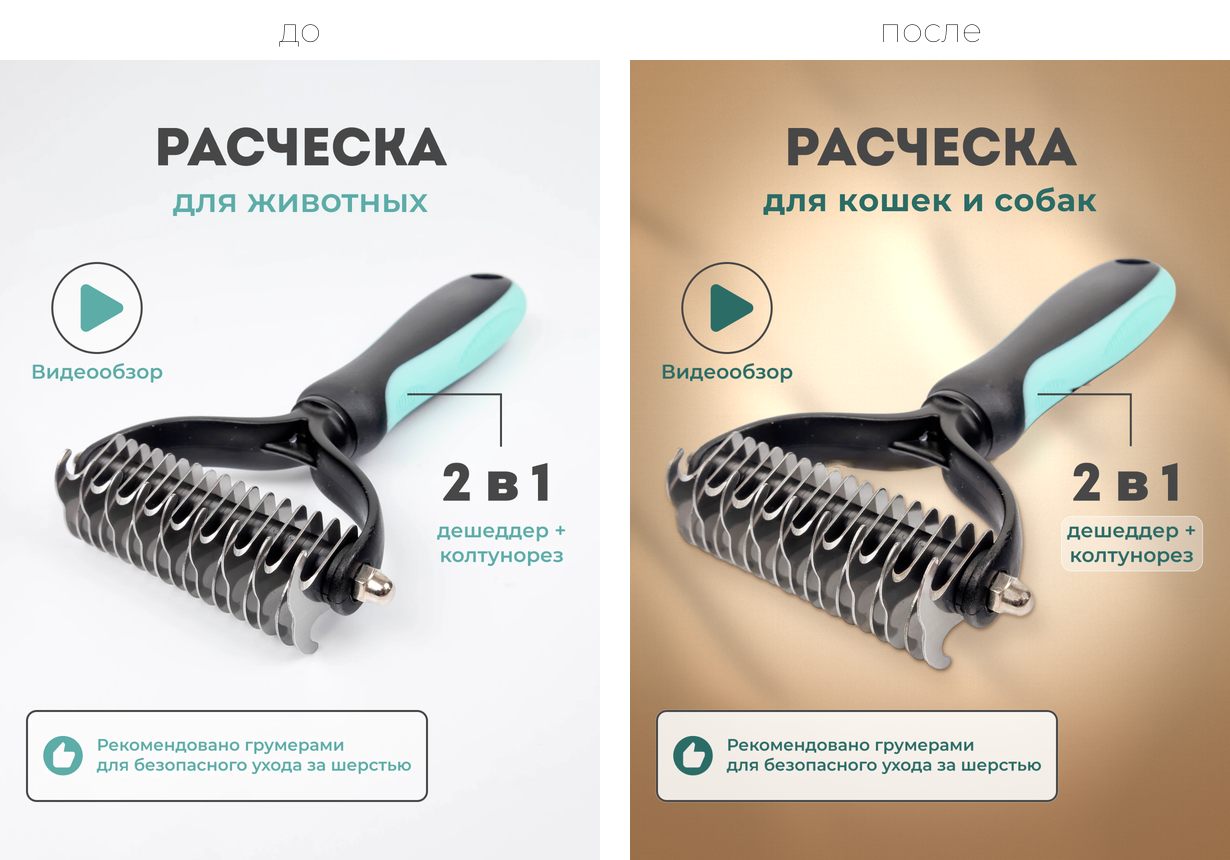 до
РАСЧЕСКА
для животных
Видеообзор
2 в 1
дешеддер +
колтунорез
Рекомендовано грумерами
для безопасного ухода за шерстью
после
РАСЧЕСКА
для кошек и собак
Видеообзор
2 в 1
дешеддер +
колтунорез
Рекомендовано грумерами
для безопасного ухода за шерстью